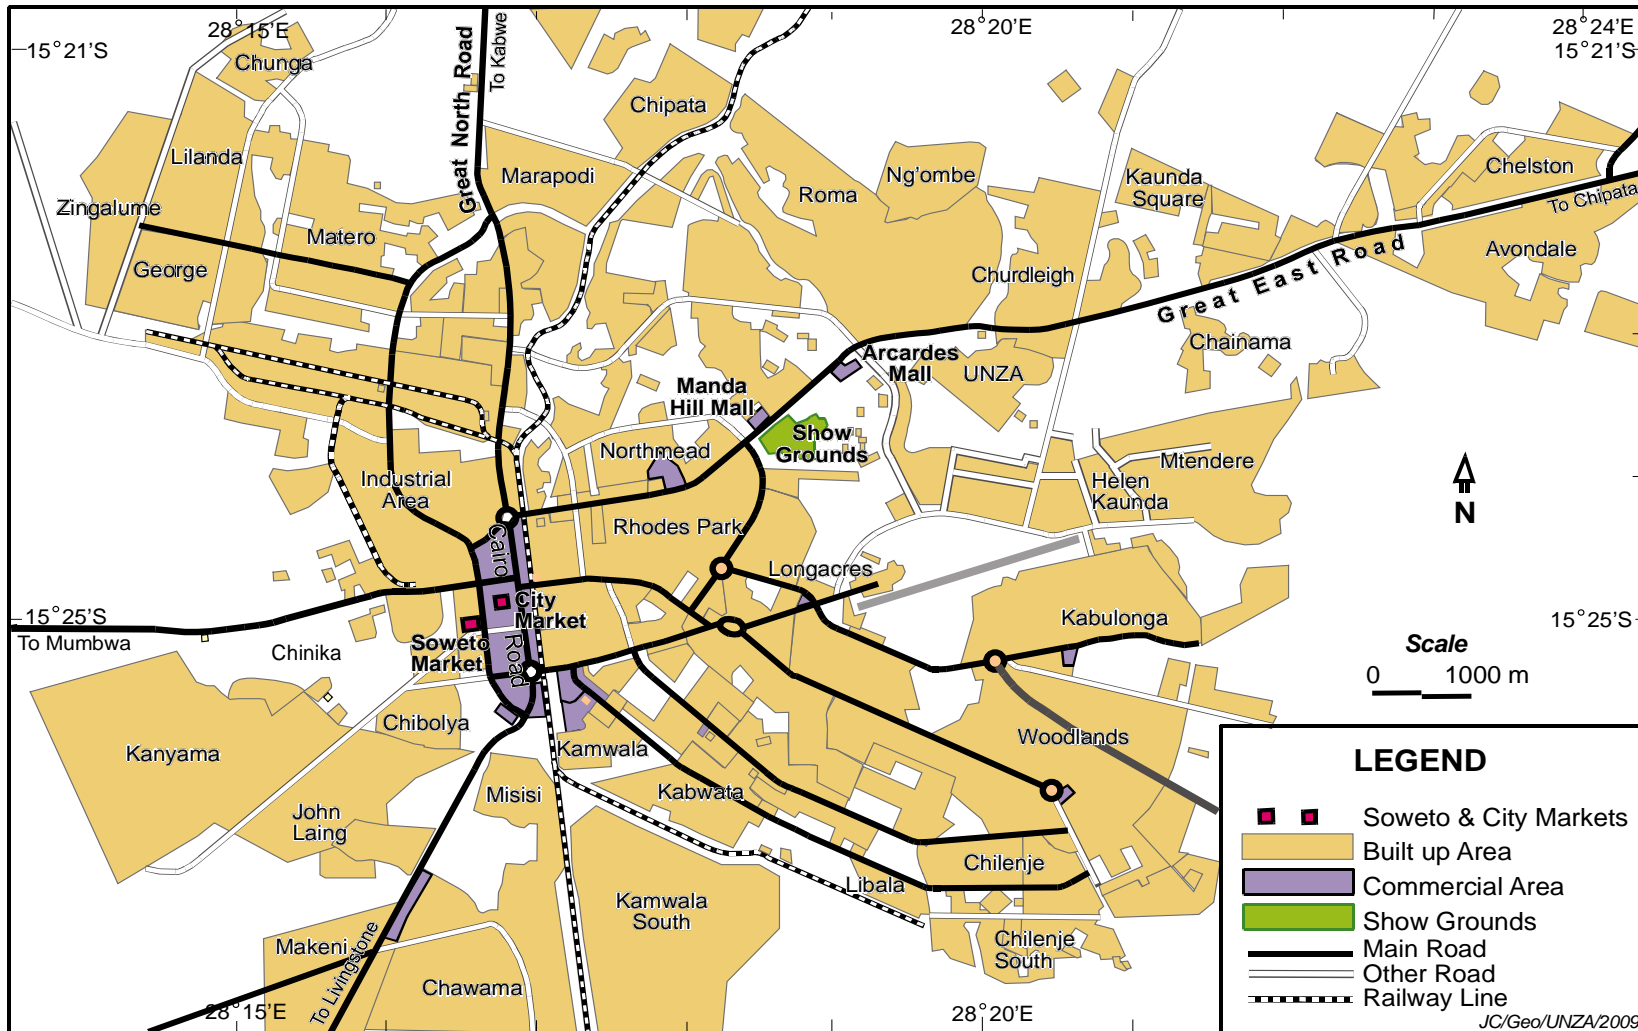 28°15'E
28°20'E
28°24'E
15°21'S
15°21'S
Chunga
Great North Road
To Kabwe
Chipata
Lilanda
Marapodi
Roma
Ng'ombe
Kaunda
Square
Chelston
To Chipata
Zingalume
Matero
George
Churdleigh
Great East Road
Avondale
Chainama
Arcardes
Mall
UNZA
Manda
Hill Mall
Show
Grounds
Northmead
Industrial
Area
Mtendere
Helen
Kaunda
N
Rhodes Park
Cairo
Road
Longacres
City
Market
Soweto
Market
Kabulonga
15°25'S
15°25'S
To Mumbwa
Chinika
Scale
0 1000 m
Chibolya
Kanyama
Kamwala
Woodlands
Misisi
Kabwata
John
Laing
Chilenje
Libala
Kamwala
South
Chilenje
South
Makeni
To Livingstone
Chawama
28°15'E
28°20'E
LEGEND
Soweto & City Markets
Built up Area
Commercial Area
Show Grounds
Main Road
Other Road
Railway Line
JC/Geo/UNZA/2009